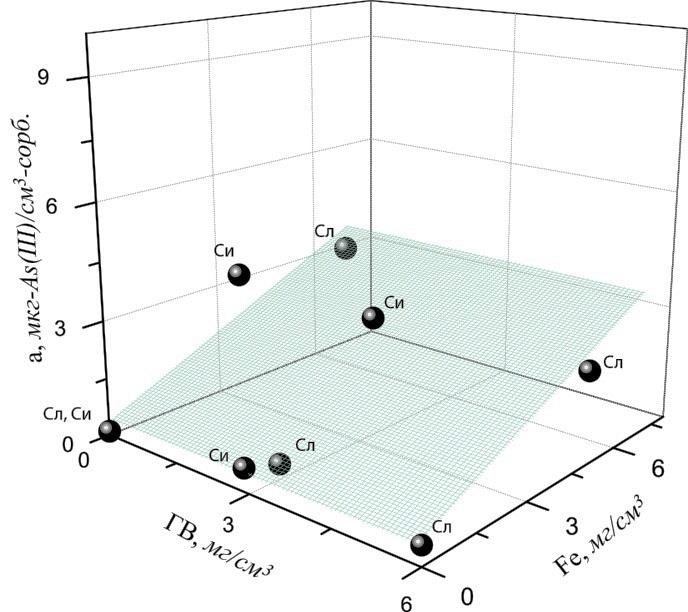 9
6
3
0
а, мкг-As(III)/см³-сорб.
Сл
Си
Си
Сл
Сл, Си
Си
Сл
Сл
0
3
6
ГВ, мг/см³
0
3
6
Fe, мг/см³